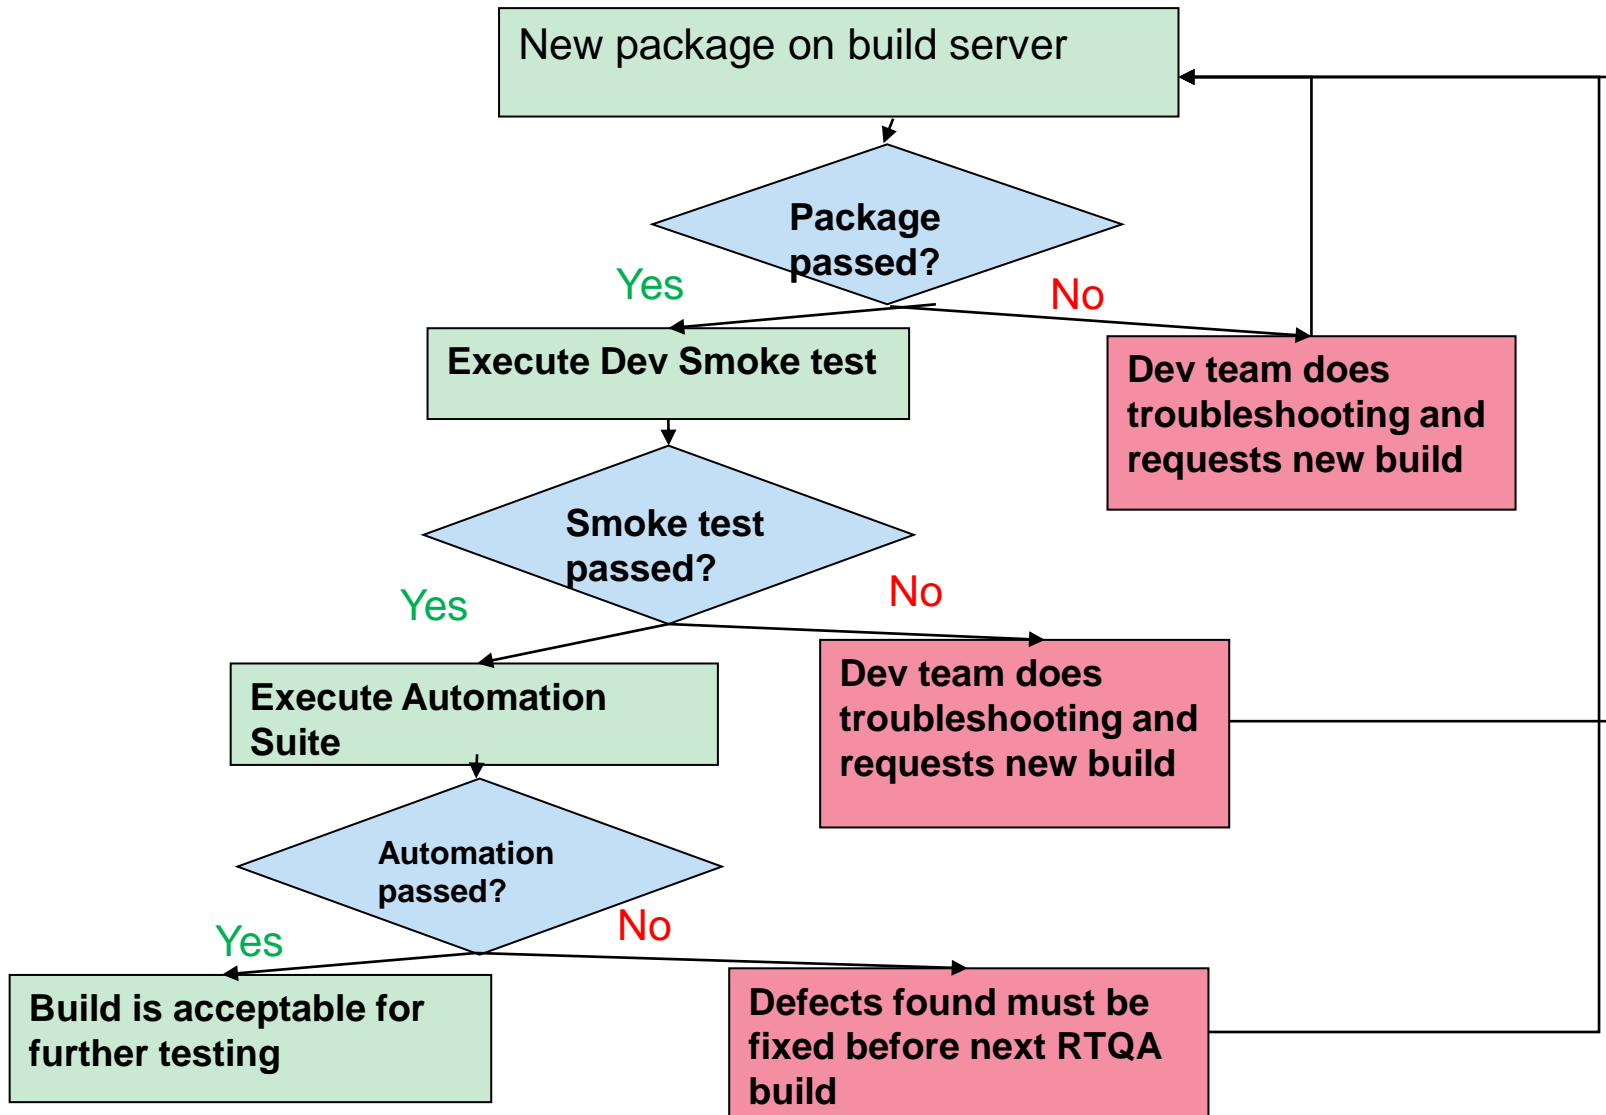 New package on build server
Package
passed?
Yes
No
Execute Dev Smoke test
Dev team does
troubleshooting and
requests new build
Smoke test
passed?
Yes
No
Execute Automation
Suite
Dev team does
troubleshooting and
requests new build
Automation
passed?
Yes
No
Build is acceptable for
further testing
Defects found must be
fixed before next RTQA
build